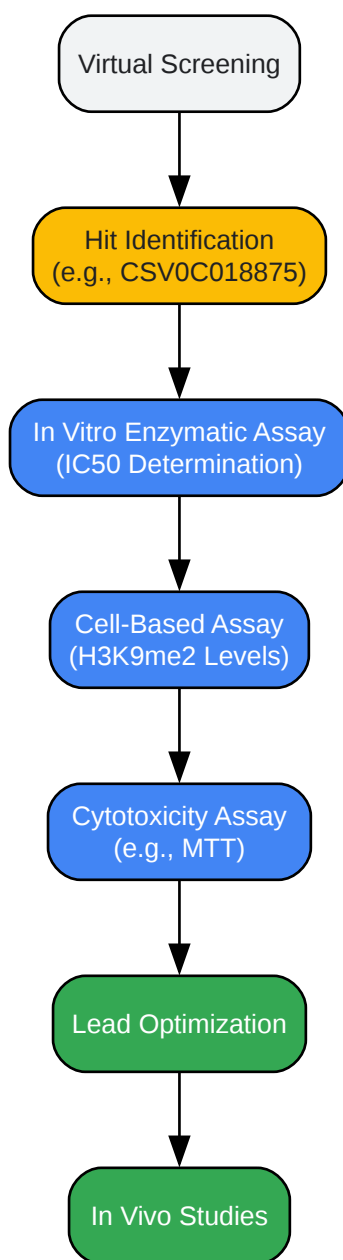 Virtual Screening
Hit Identification
(e.g., CSV0C018875)
In Vitro Enzymatic Assay
(IC50 Determination)
Cell-Based Assay
(H3K9me2 Levels)
Cytotoxicity Assay
(e.g., MTT)
Lead Optimization
In Vivo Studies